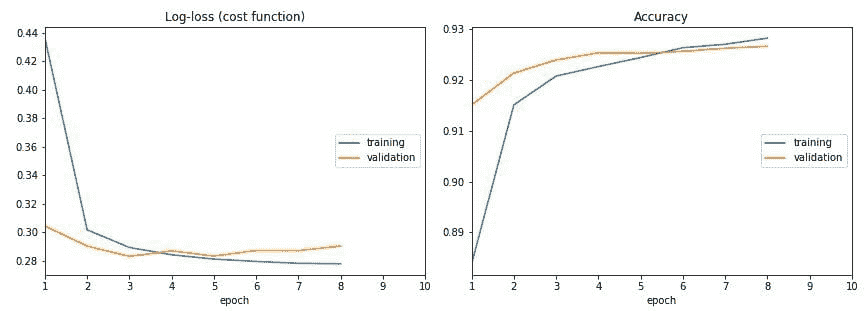 Log-loss (cost function)
0.44
0.42
0.40
0.38
0.36
0.34
0.32
0.30
0.28
training
validation
1 2 3 4 5 6 7 8 9 10
epoch
Accuracy
0.93
0.92
0.91
0.90
0.89
training
validation
1 2 3 4 5 6 7 8 9 10
epoch